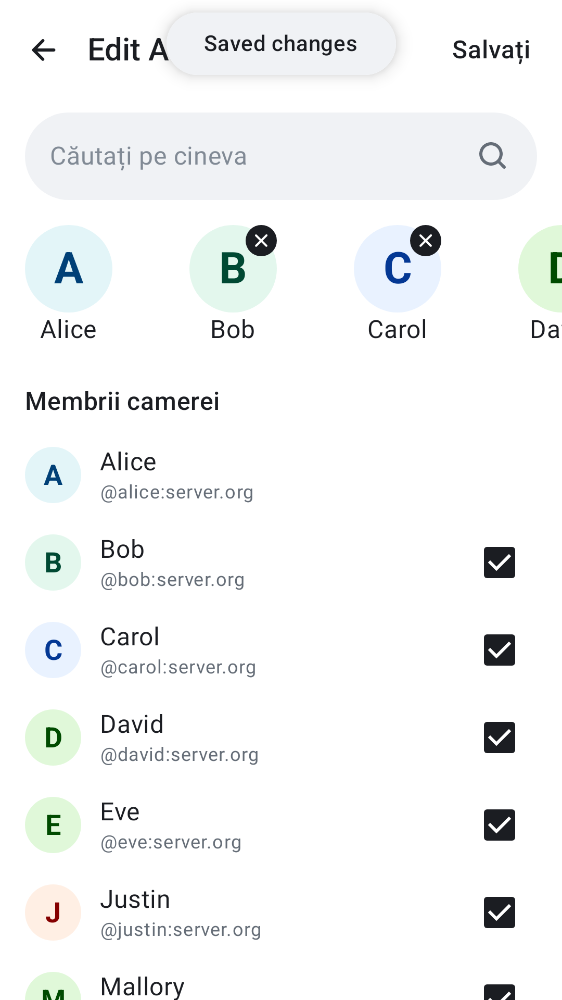 Edit A
Saved changes
Salvați
Căutați pe cineva
A
B
C
D
Alice
Bob
Carol
Da
Membrii camerei
A
Alice
@alice:server.org
B
Bob
@bob:server.org
C
Carol
@carol:server.org
D
David
@david:server.org
E
Eve
@eve:server.org
J
Justin
@justin:server.org
M
Mallory